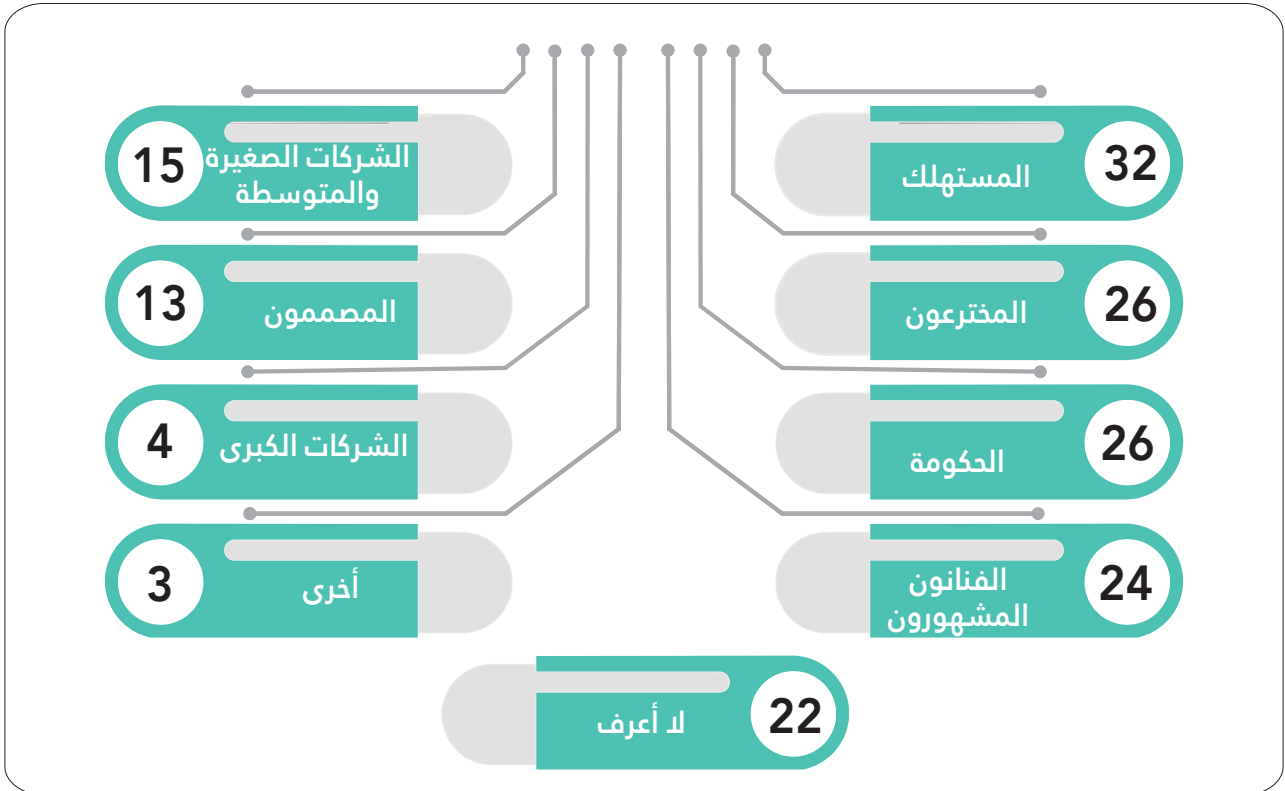 32
المستهلك
26
المخترعون
26
الحكومة
24
الفنانون
المشهورون
15
الشركات الصغيرة
والمتوسطة
13
المصممون
4
الشركات الكبرى
3
أخرى
22
لا أعرف